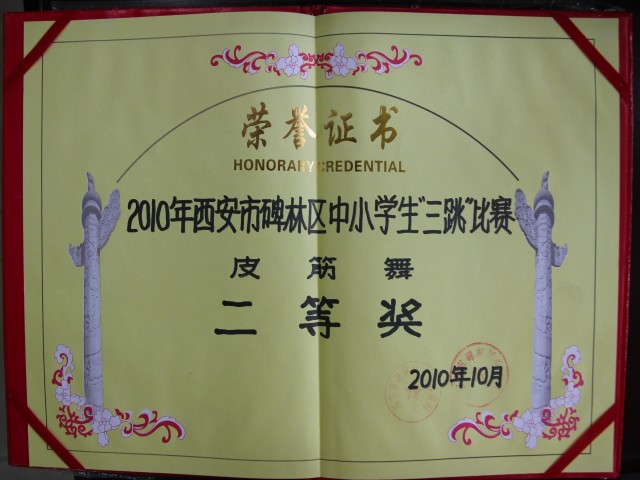 荣誉证书
HONORARY CREDENTIAL
2010年西安市碑林区中小学生"三跳"比赛
皮筋舞
二等奖
2010年10月